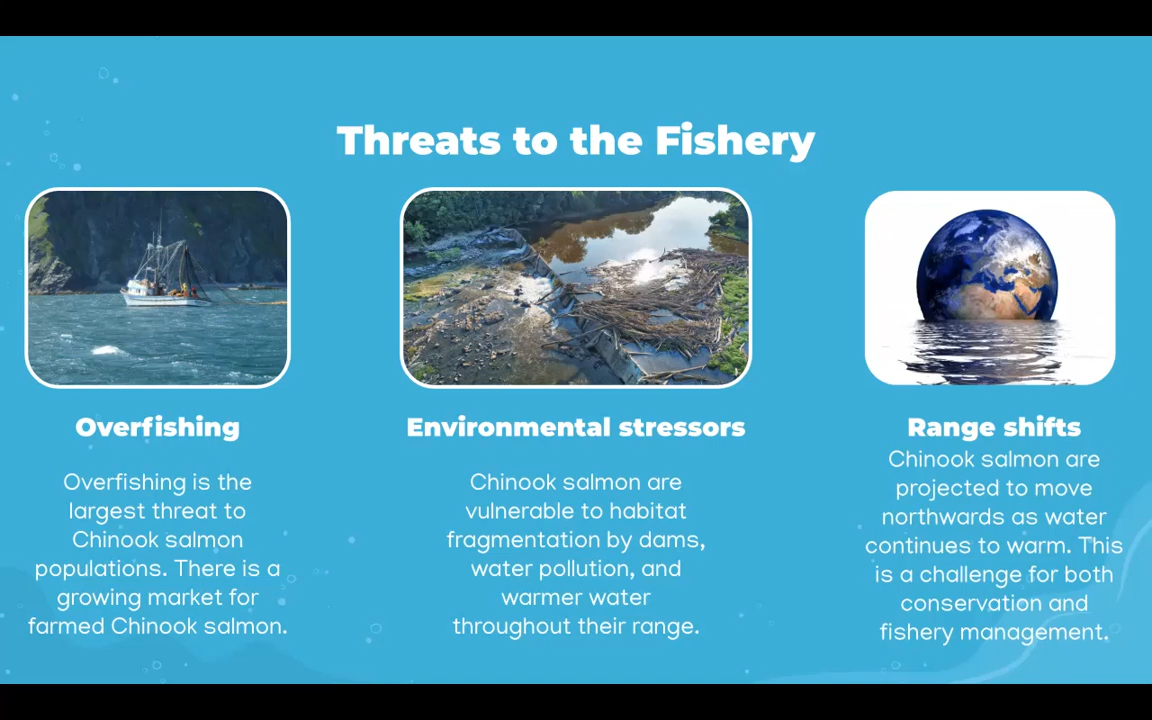 Threats to the Fishery
Overfishing
Overfishing is the
largest threat to
Chinook salmon
populations. There is a
growing market for
farmed Chinook salmon.
Environmental stressors
Chinook salmon are
vulnerable to habitat
fragmentation by dams,
water pollution, and
warmer water
throughout their range.
Range shifts
Chinook salmon are
projected to move
northwards as water
continues to warm. This
is a challenge for both
conservation and
fishery management.